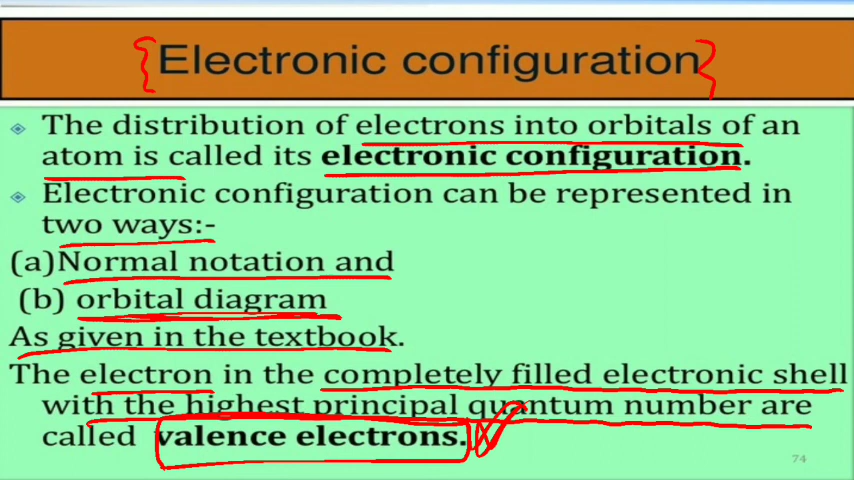 Electronic configuration
The distribution of electrons into orbitals of an
atom is called its electronic configuration.
Electronic configuration can be represented in
two ways:-
(a)Normal notation and
(b) orbital diagram
As given in the textbook.
The electron in the completely filled electronic shell
with the highest principal quantum number are
called valence electrons.
74